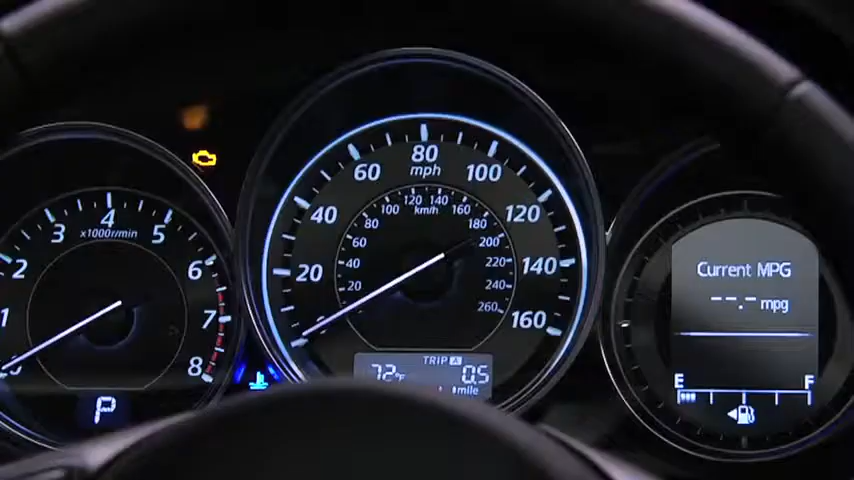 1
2
3
4
5
6
7
8
x1000r/min
P
20
40
60
80
100
120
140
160
mph
20
40
60
80
100
120
140
160
180
200
220
240
260
km/h
TRIP A
72°F
0.5
mile
Current MPG
--.- mpg
E
F